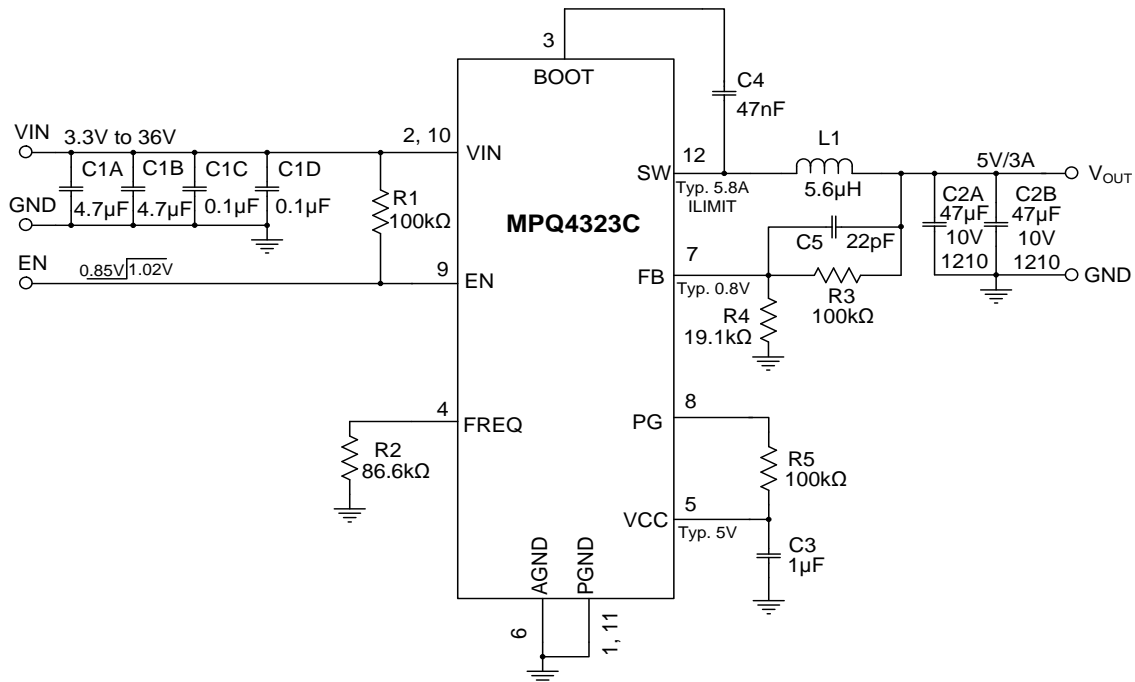 3
BOOT
C4
47nF
VIN
3.3V to 36V
2, 10
VIN
C1A
C1B
C1C
C1D
4.7µF
4.7µF
0.1µF
0.1µF
GND
R1
100kΩ
EN
0.85V
1.02V
9
EN
MPQ4323C
12
SW
Typ. 5.8A
ILIMIT
L1
5.6µH
5V/3A
VOUT
C2A
47µF
10V
1210
C2B
47µF
10V
1210
GND
C5
22pF
7
FB
Typ. 0.8V
R3
100kΩ
R4
19.1kΩ
4
FREQ
R2
86.6kΩ
8
PG
R5
100kΩ
5
VCC
Typ. 5V
C3
1µF
AGND
PGND
6
1, 11